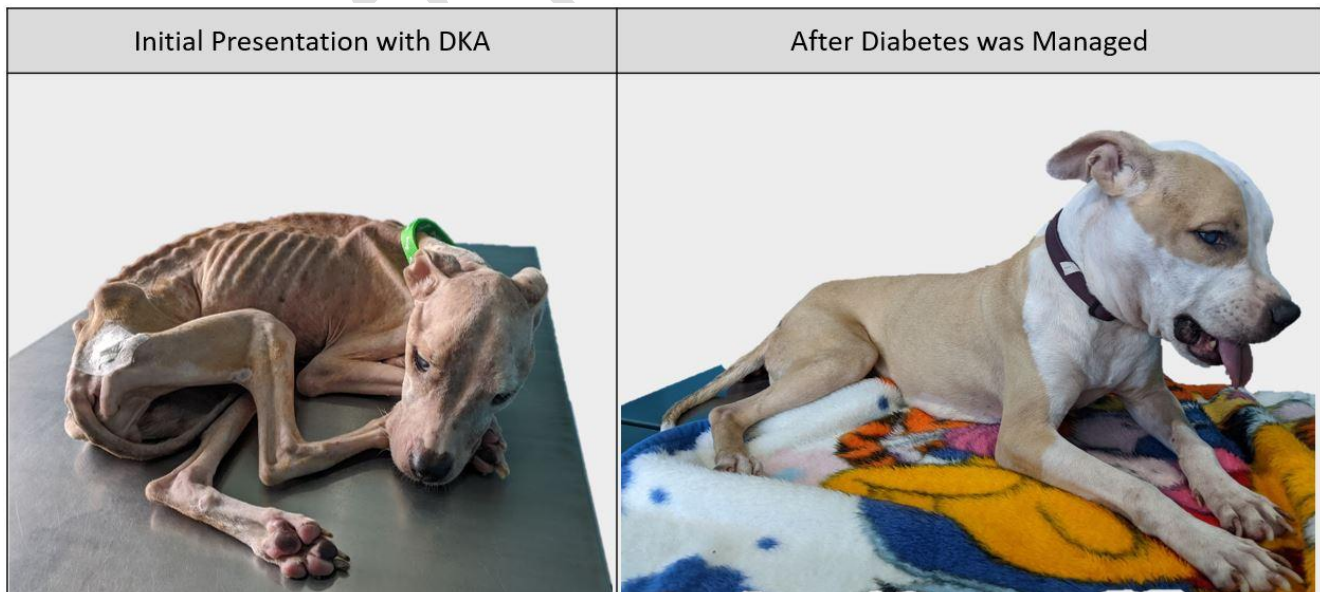 Initial Presentation with DKA
After Diabetes was Managed